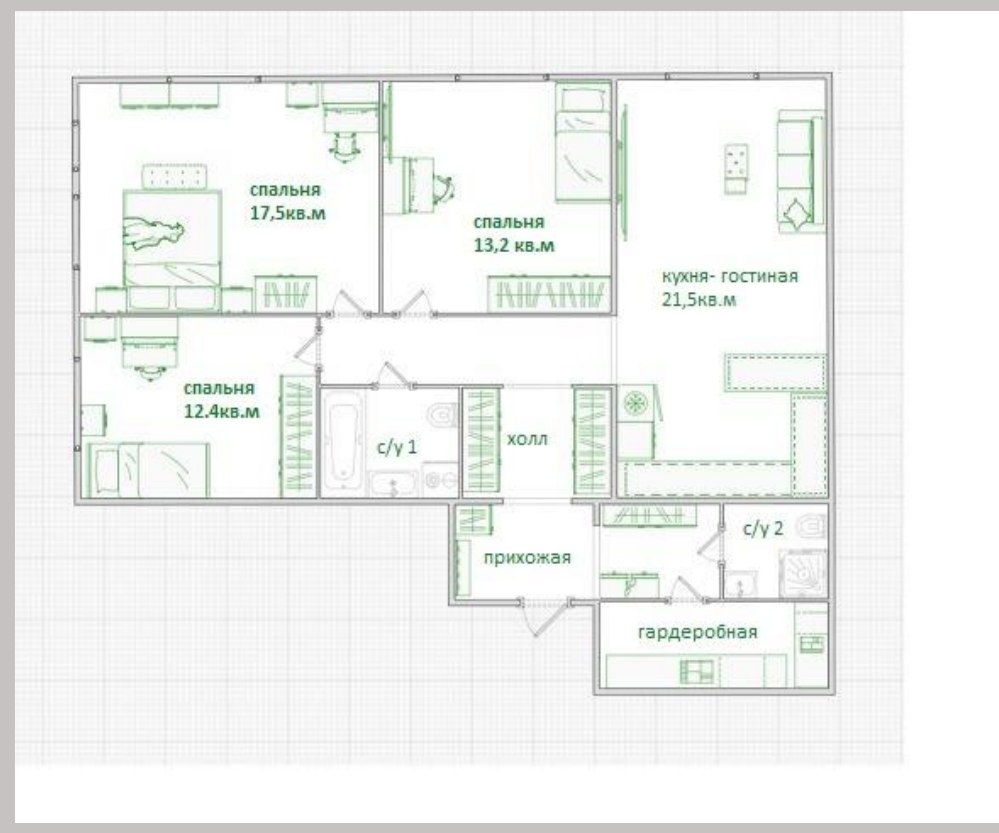 спальня
17,5кв.м
спальня
13,2 кв.м
кухня- гостиная
21,5кв.м
спальня
12.4кв.м
с/у 1
холл
прихожая
с/у 2
гардеробная